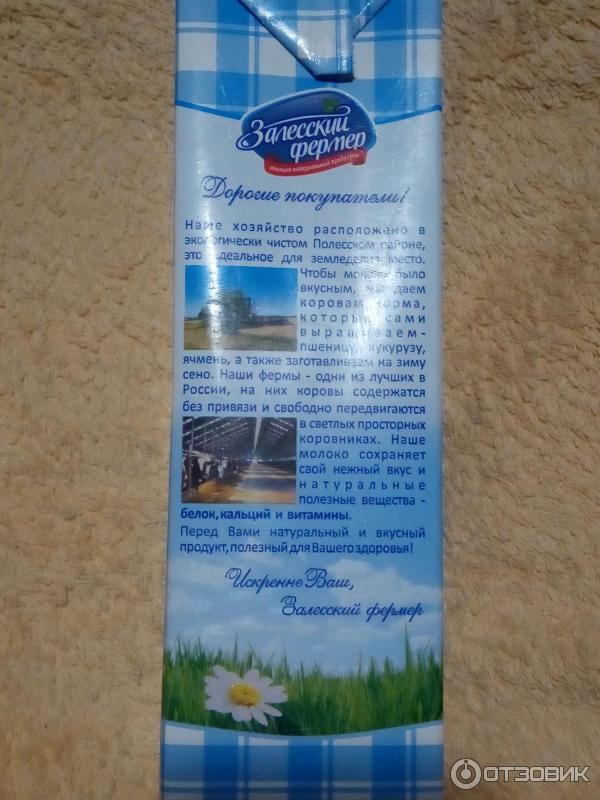 Залесский
фермер
только натуральные продукты
Дорогие покупатели!
Наше хозяйство расположено в
экологически чистом Полесском районе,
это идеальное для земледелия место.
Чтобы молоко было
вкусным, мы даем
коровам корма,
которые сами
выращиваем -
пшеницу, кукурузу,
ячмень, а также заготавливаем на зиму
сено. Наши фермы - одни из лучших в
России, на них коровы содержатся
без привязи и свободно передвигаются
в светлых просторных
коровниках. Наше
молоко сохраняет
свой нежный вкус и
натуральные
полезные вещества -
белок, кальций и витамины.
Перед Вами натуральный и вкусный
продукт, полезный для Вашего здоровья!
Искренне Ваш,
Залесский фермер
ОТЗОВИК